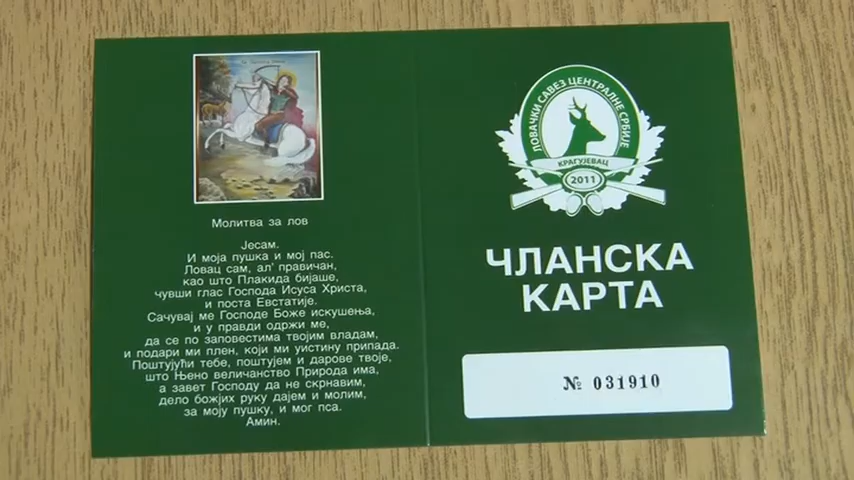 Молитва за лов
Јесам.
И моја пушка и мој пас.
Ловац сам, ал' правичан,
као што Плакида бијаше,
чувши глас Господа Исуса Христа,
и поста Евстатије.
Сачувај ме Господе Боже искушења,
и у правди одржи ме,
да се по заповестима твојим владам,
и подари ми плен, који ми уистину припада.
Поштујући тебе, поштујем и дарове твоје,
што Њено величанство Природа има,
а завет Господу да не скрнавим,
дело божјих руку дајем и молим,
за моју пушку, и мог пса.
Амин.
ЛОВАЧКИ САВЕЗ ЦЕНТРАЛНЕ СРБИЈЕ
КРАГУЈЕВАЦ
2011
ЧЛАНСКА
КАРТА
№ 031910